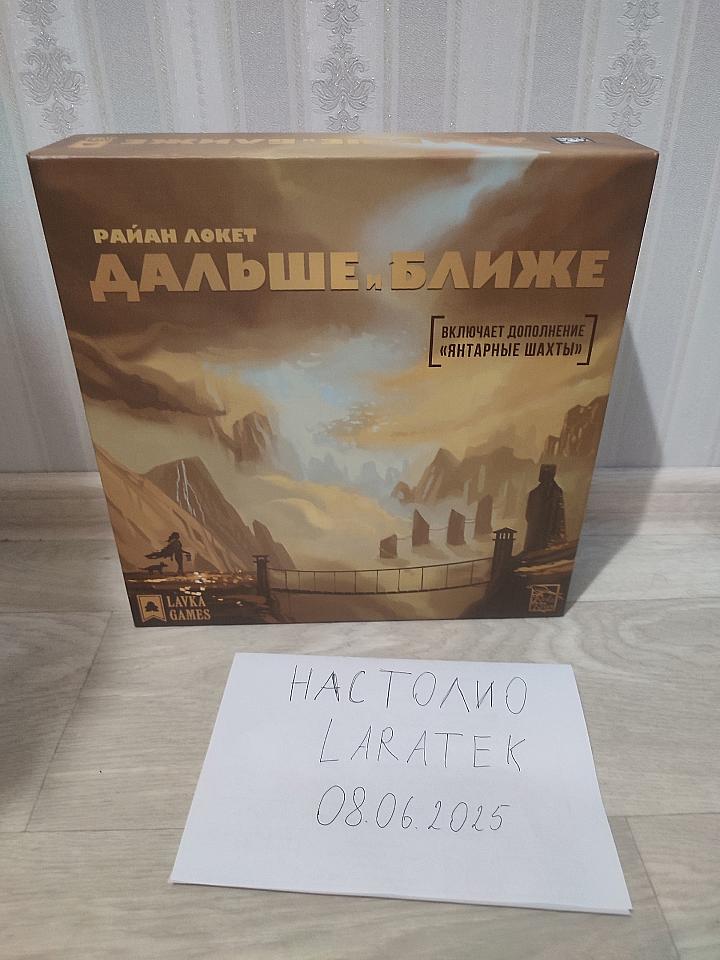 РАЙАН ЛОКЕТ
ДАЛЬШЕ и БЛИЖЕ
ВКЛЮЧАЕТ ДОПОЛНЕНИЕ
«ЯНТАРНЫЕ ШАХТЫ»
LAVKA
GAMES
НАСТОЛИО
LARATEK
08.06.2025